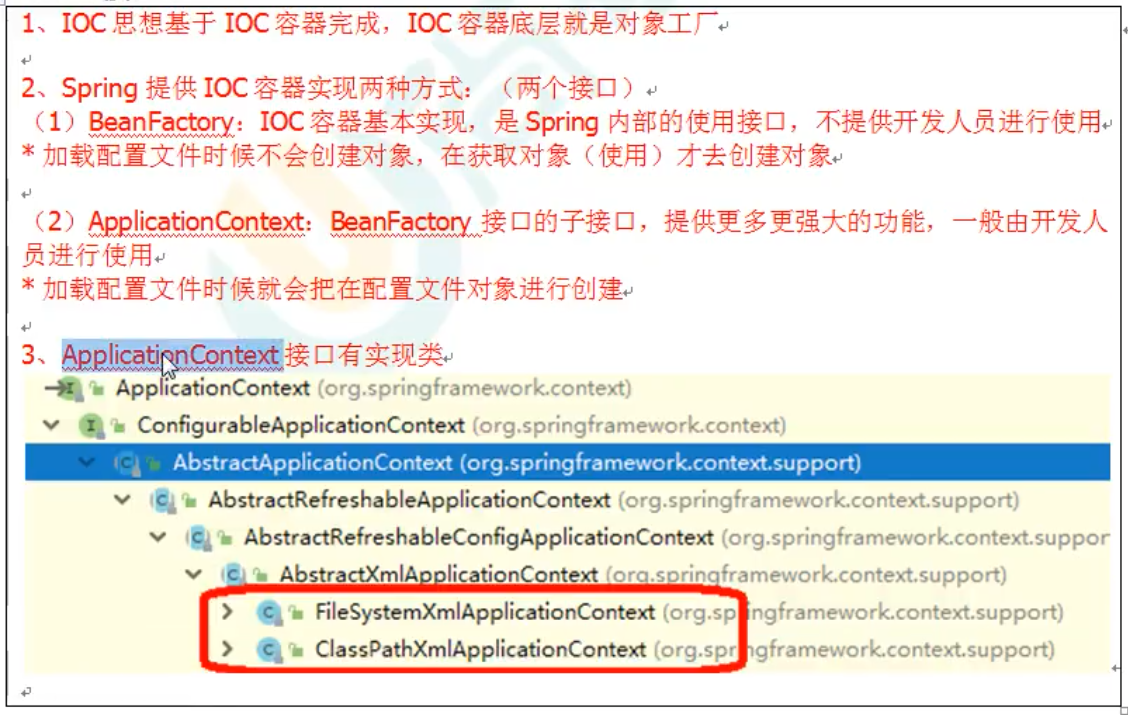 1、IOC 思想基于 IOC 容器完成，IOC 容器底层就是对象工厂
2、Spring 提供 IOC 容器实现两种方式：（两个接口）
（1）BeanFactory：IOC 容器基本实现，是 Spring 内部的使用接口，不提供开发人员进行使用
* 加载配置文件时候不会创建对象，在获取对象（使用）才去创建对象
（2）ApplicationContext：BeanFactory 接口的子接口，提供更多更强大的功能，一般由开发人
员进行使用
* 加载配置文件时候就会把在配置文件对象进行创建
3、ApplicationContext 接口有实现类
ApplicationContext (org.springframework.context)
ConfigurableApplicationContext (org.springframework.context)
AbstractApplicationContext (org.springframework.context.support)
AbstractRefreshableApplicationContext (org.springframework.context.support)
AbstractRefreshableConfigApplicationContext (org.springframework.context.suppor
AbstractXmlApplicationContext (org.springframework.context.support)
FileSystemXmlApplicationContext (org.springframework.context.support)
ClassPathXmlApplicationContext (org.springframework.context.support)